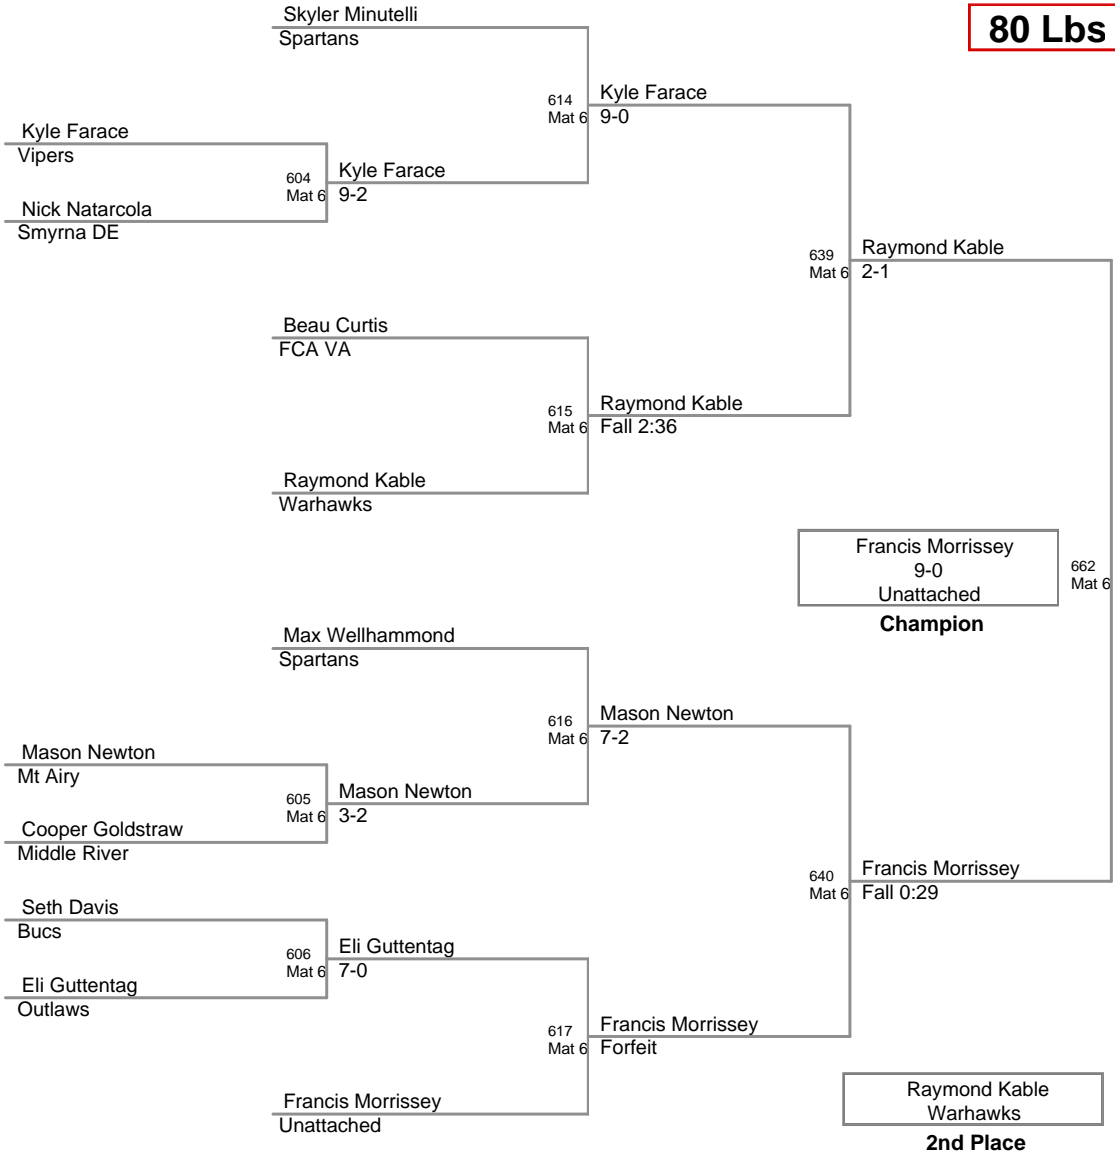 80 Lbs
Skyler Minutelli
Spartans
614
Mat 6
Kyle Farace
9-0
Kyle Farace
Vipers
604
Mat 6
Kyle Farace
9-2
Nick Natarcola
Smyrna DE
639
Mat 6
Raymond Kable
2-1
Beau Curtis
FCA VA
615
Mat 6
Raymond Kable
Fall 2:36
Raymond Kable
Warhawks
Francis Morrissey
9-0
Unattached
Champion
662
Mat 6
Max Wellhammond
Spartans
616
Mat 6
Mason Newton
7-2
Mason Newton
Mt Airy
605
Mat 6
Mason Newton
3-2
Cooper Goldstraw
Middle River
640
Mat 6
Francis Morrissey
Fall 0:29
Seth Davis
Bucs
606
Mat 6
Eli Guttentag
7-0
Eli Guttentag
Outlaws
617
Mat 6
Francis Morrissey
Forfeit
Francis Morrissey
Unattached
Raymond Kable
Warhawks
2nd Place